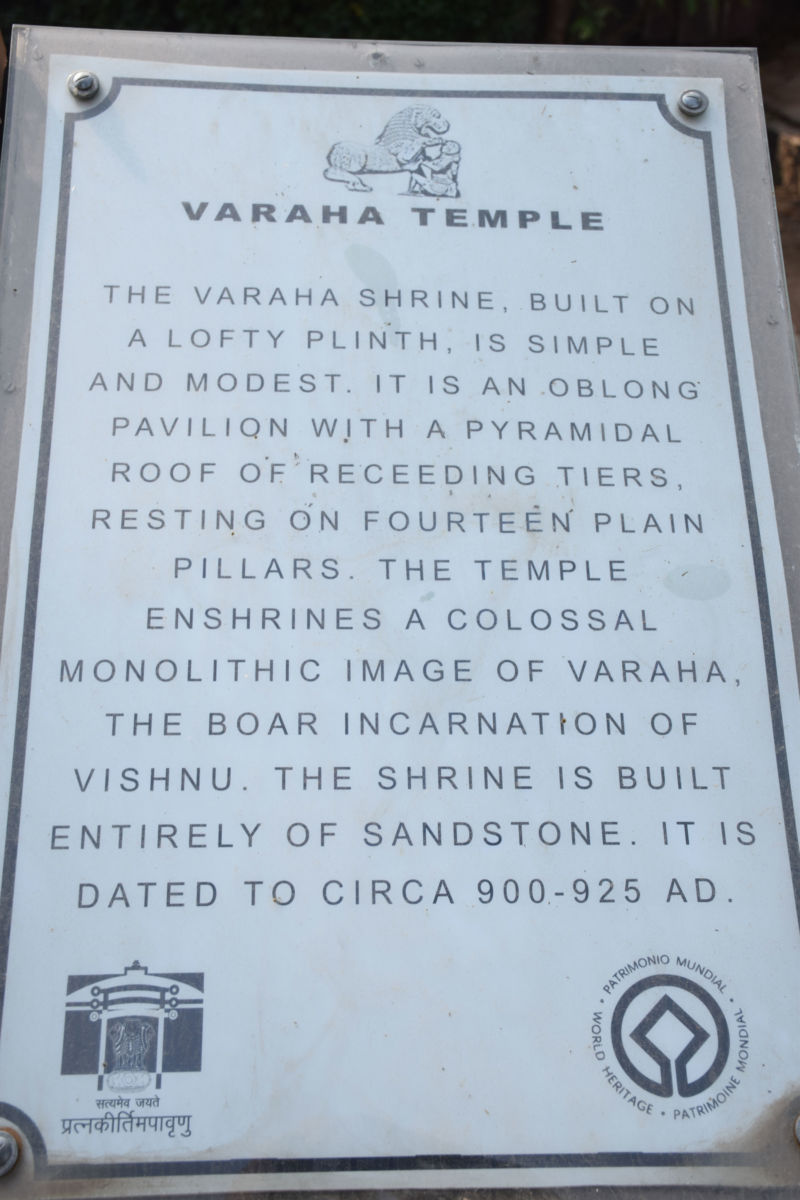 VARAHA TEMPLE
THE VARAHA SHRINE, BUILT ON
A LOFTY PLINTH, IS SIMPLE
AND MODEST. IT IS AN OBLONG
PAVILION WITH A PYRAMIDAL
ROOF OF RECEEDING TIERS,
RESTING ON FOURTEEN PLAIN
PILLARS. THE TEMPLE
ENSHRINES A COLOSSAL
MONOLITHIC IMAGE OF VARAHA,
THE BOAR INCARNATION OF
VISHNU. THE SHRINE IS BUILT
ENTIRELY OF SANDSTONE. IT IS
DATED TO CIRCA 900-925 AD.
सत्यमेव जयते
प्रत्नकीर्तिमपावृणु
WORLD HERITAGE • PATRIMONIO MUNDIAL • PATRIMOINE MONDIAL •